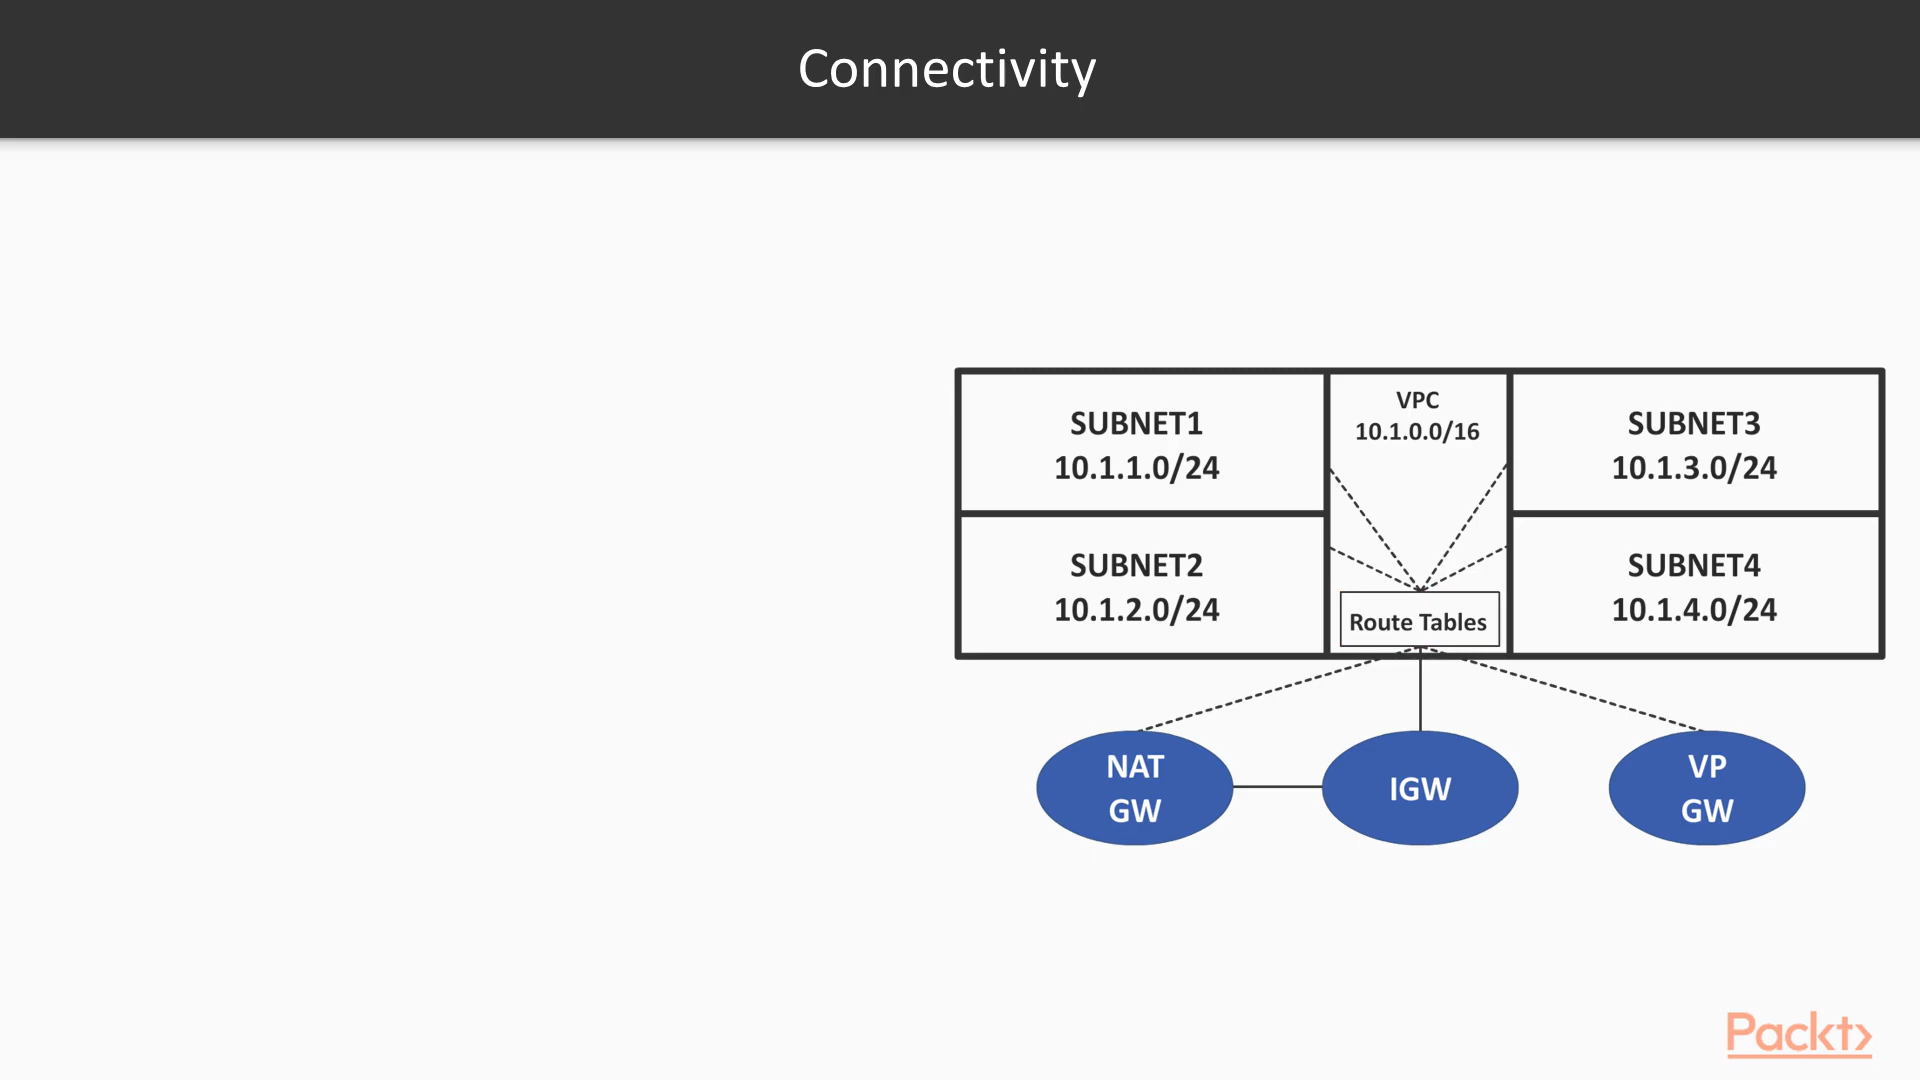 Connectivity
SUBNET1
10.1.1.0/24
VPC
10.1.0.0/16
SUBNET3
10.1.3.0/24
SUBNET2
10.1.2.0/24
Route Tables
SUBNET4
10.1.4.0/24
NAT
GW
IGW
VP
GW
Packt